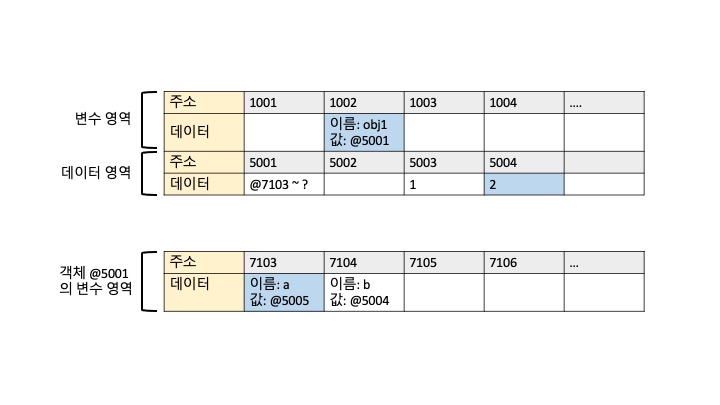 변수 영역
주소 1001 1002 1003 1004 ....
데이터 이름: obj1
값: @5001
데이터 영역
주소 5001 5002 5003 5004
데이터 @7103 ~ ? 1 2
객체 @5001
의 변수 영역
주소 7103 7104 7105 7106 ...
데이터 이름: a 이름: b
값: @5005 값: @5004